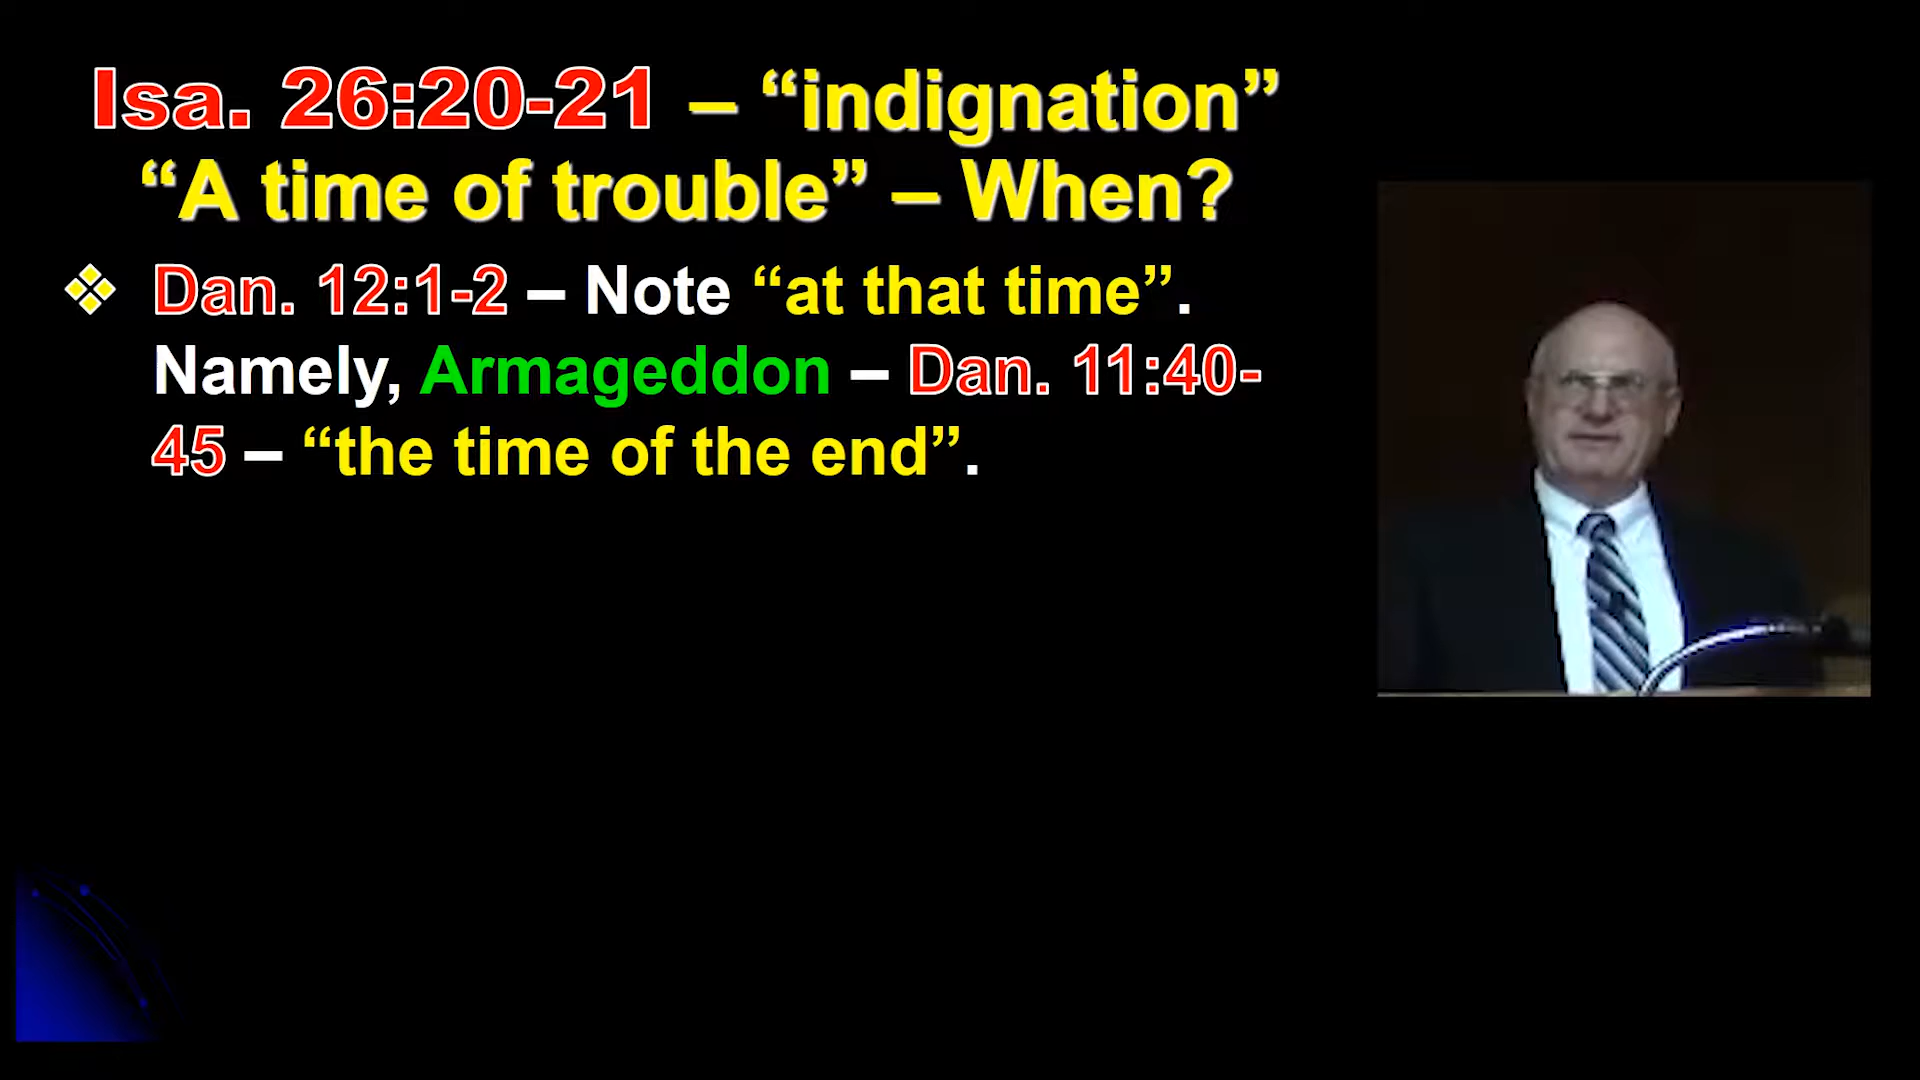 Isa. 26:20-21 – “indignation”
“A time of trouble” – When?
❖ Dan. 12:1-2 – Note “at that time”.
Namely, Armageddon – Dan. 11:40-
45 – “the time of the end”.